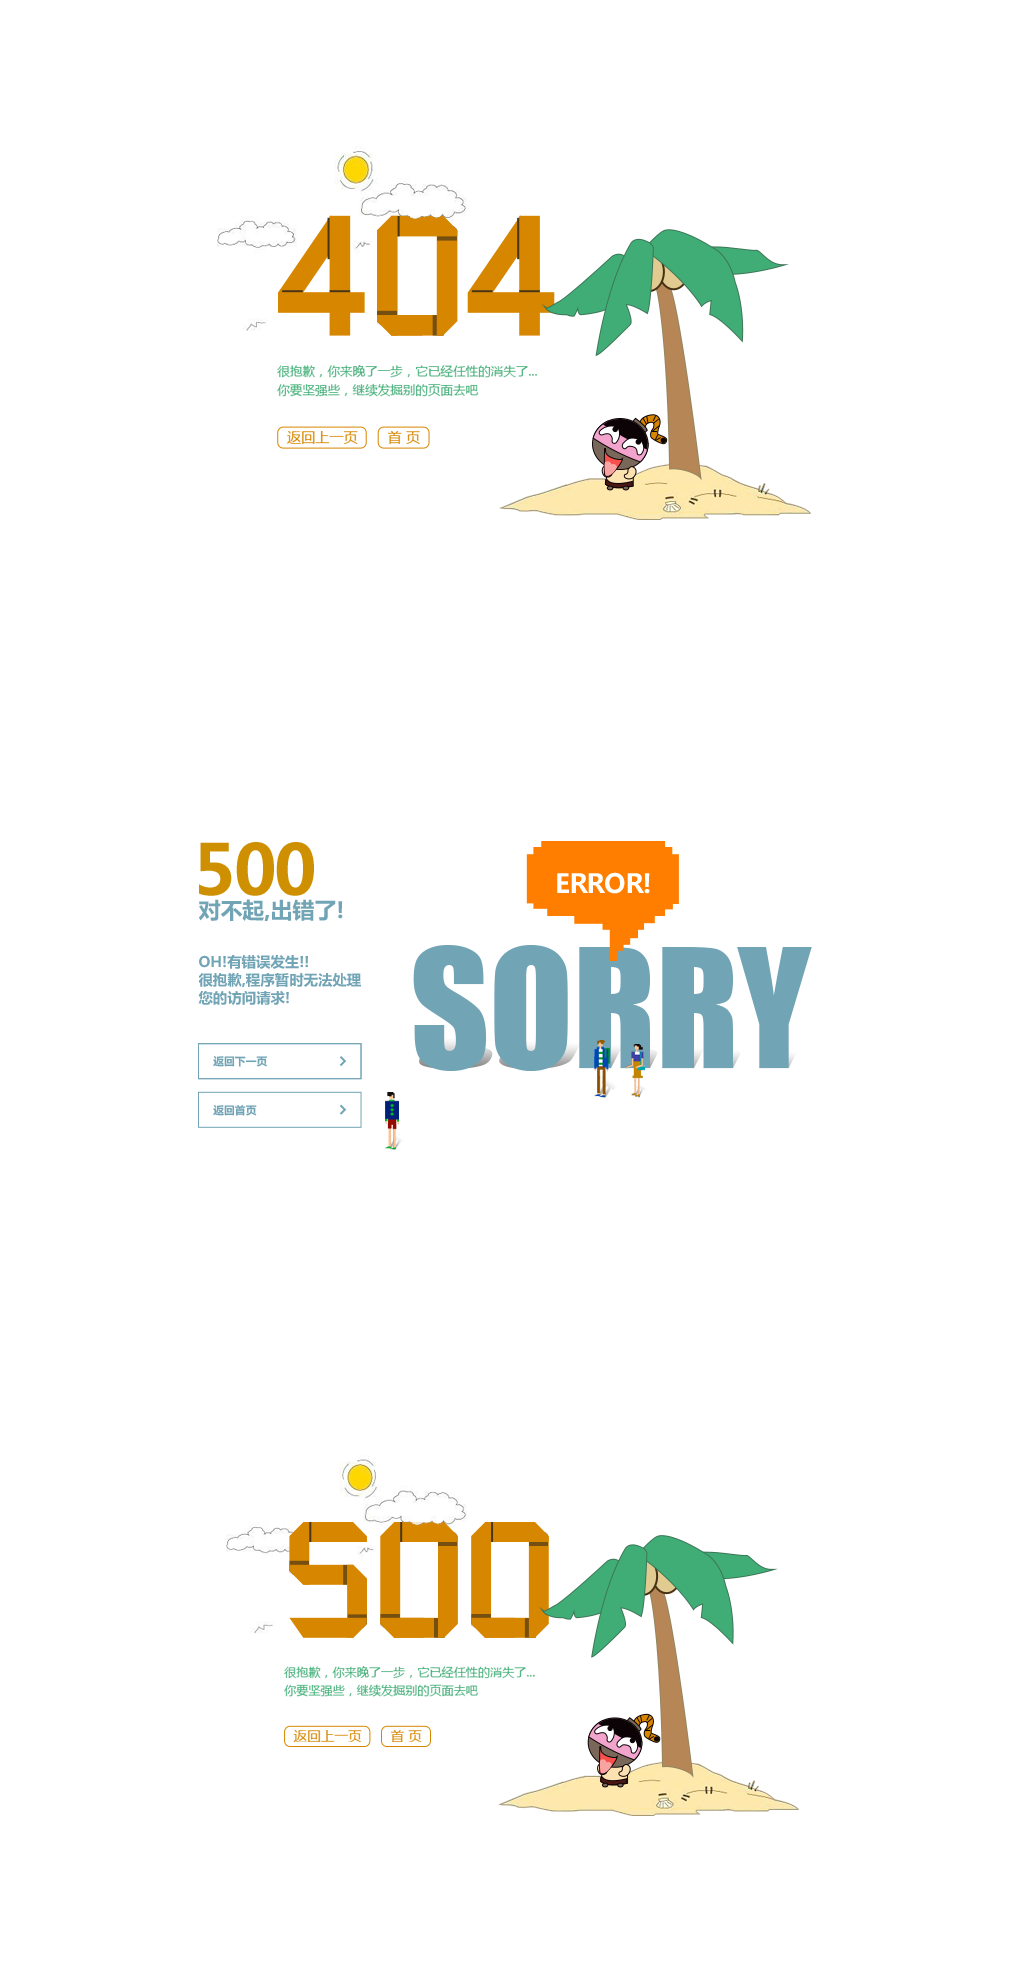 404
很抱歉，你来晚了一步，它已经任性的消失了...
你要坚强些，继续发掘别的页面去吧
返回上一页 首 页
500
对不起,出错了!
ERROR!
SORRY
OH!有错误发生!!
很抱歉,程序暂时无法处理
您的访问请求!
返回下一页
返回首页
500
很抱歉，你来晚了一步，它已经任性的消失了...
你要坚强些，继续发掘别的页面去吧
返回上一页 首 页